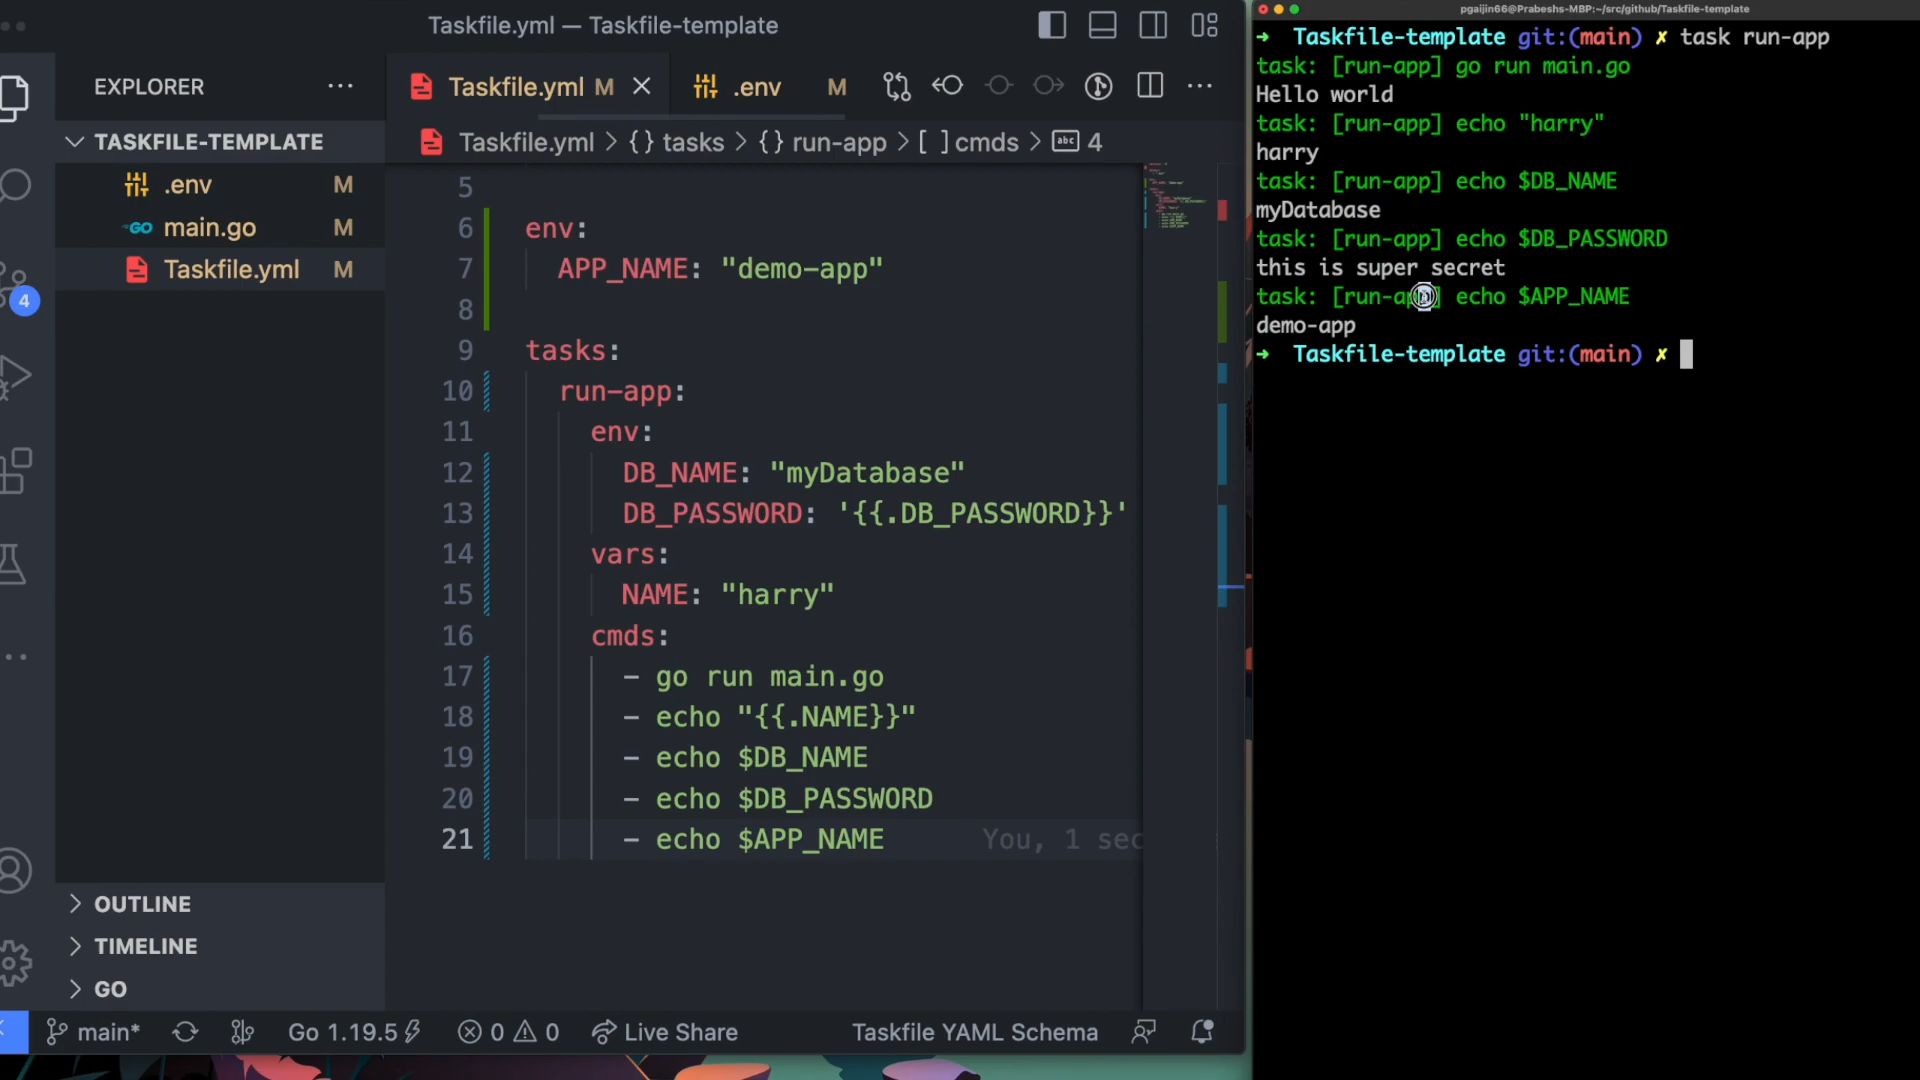 Taskfile.yml — Taskfile-template
EXPLORER
TASKFILE-TEMPLATE
.env M
main.go M
Taskfile.yml M
4
OUTLINE
TIMELINE
GO
Taskfile.yml M
.env M
Taskfile.yml > {} tasks > {} run-app > [ ] cmds > abc 4
5
6 env:
7 APP_NAME: "demo-app"
8
9 tasks:
10 run-app:
11 env:
12 DB_NAME: "myDatabase"
13 DB_PASSWORD: '{{.DB_PASSWORD}}'
14 vars:
15 NAME: "harry"
16 cmds:
17 - go run main.go
18 - echo "{{.NAME}}"
19 - echo $DB_NAME
20 - echo $DB_PASSWORD
21 - echo $APP_NAME You, 1 sec
main* Go 1.19.5 0 0 Live Share Taskfile YAML Schema
pgaijin66@Prabeshs-MBP:~/src/github/Taskfile-template
➜ Taskfile-template git:(main) ✗ task run-app
task: [run-app] go run main.go
Hello world
task: [run-app] echo "harry"
harry
task: [run-app] echo $DB_NAME
myDatabase
task: [run-app] echo $DB_PASSWORD
this is super secret
task: [run-app] echo $APP_NAME
demo-app
➜ Taskfile-template git:(main) ✗